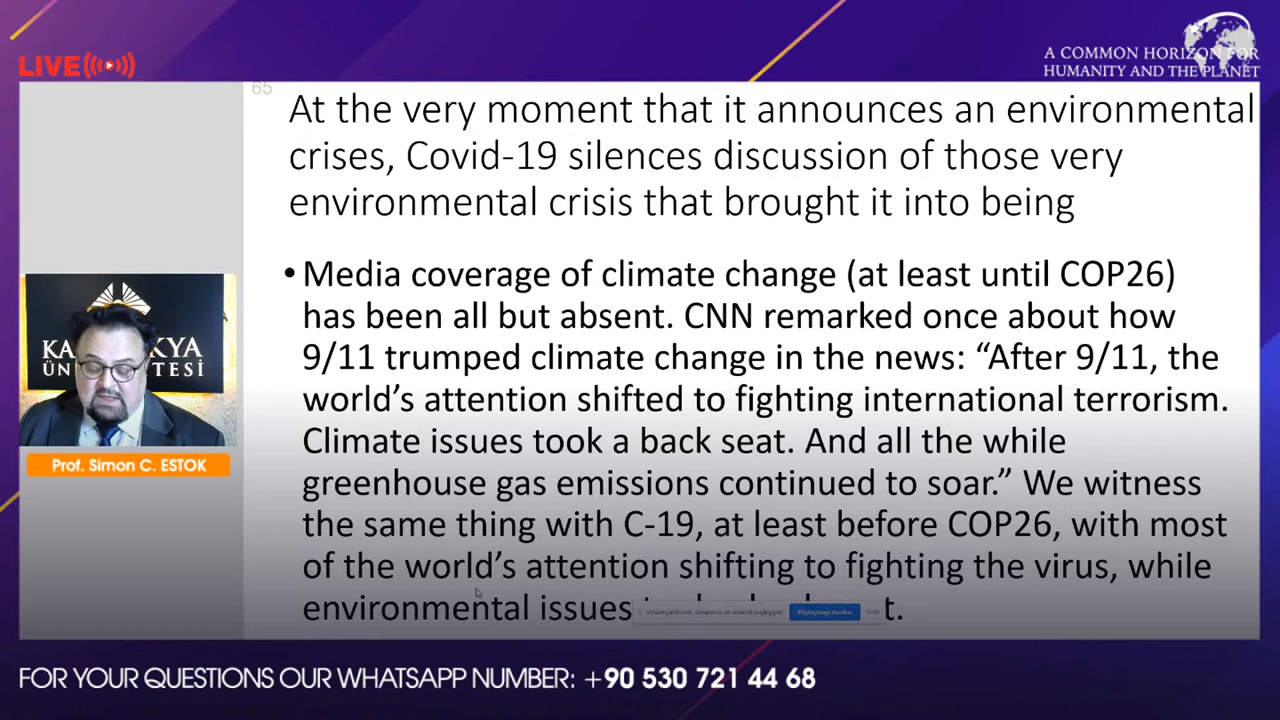 LIVE
A COMMON HORIZON FOR
HUMANITY AND THE PLANET
65
At the very moment that it announces an environmental
crises, Covid-19 silences discussion of those very
environmental crisis that brought it into being
• Media coverage of climate change (at least until COP26)
has been all but absent. CNN remarked once about how
9/11 trumped climate change in the news: “After 9/11, the
world’s attention shifted to fighting international terrorism.
Climate issues took a back seat. And all the while
greenhouse gas emissions continued to soar.” We witness
the same thing with C-19, at least before COP26, with most
of the world’s attention shifting to fighting the virus, while
environmental issues
Paylaşmayı durdur
Prof. Simon C. ESTOK
FOR YOUR QUESTIONS OUR WHATSAPP NUMBER: +90 530 721 44 68